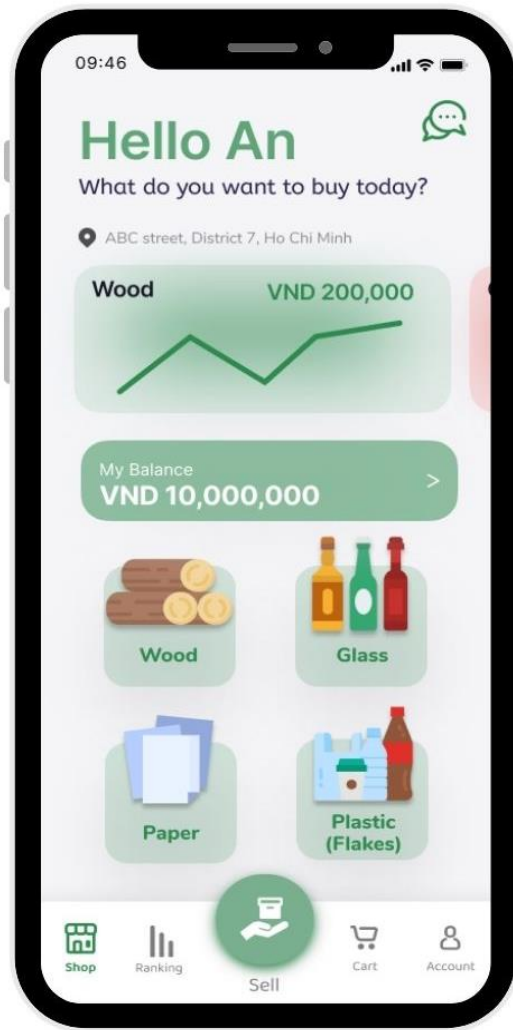 09:46
Hello An
What do you want to buy today?
ABC street, District 7, Ho Chi Minh
Wood VND 200,000
My Balance
VND 10,000,000 >
Wood Glass
Paper Plastic
(Flakes)
Shop Ranking Sell Cart Account